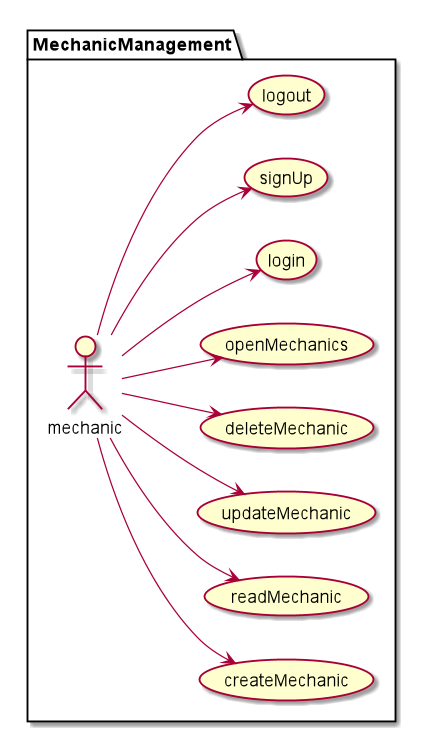 MechanicManagement
logout
signUp
login
openMechanics
mechanic
deleteMechanic
updateMechanic
readMechanic
createMechanic